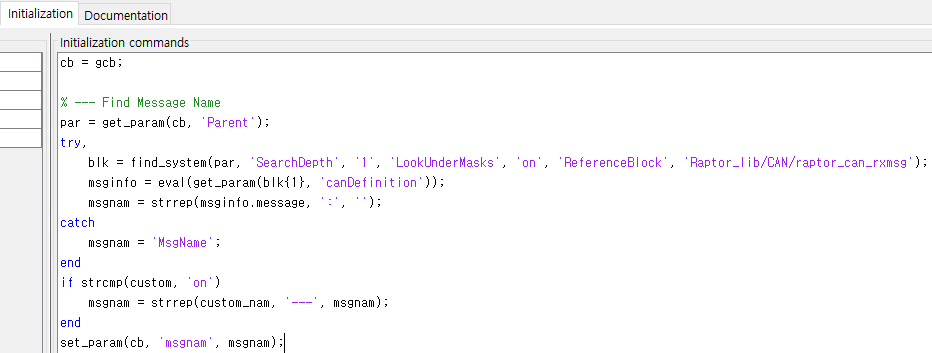 Initialization
Documentation
Initialization commands
cb = gcb;
% --- Find Message Name
par = get_param(cb, 'Parent');
try,
    blk = find_system(par, 'SearchDepth', '1', 'LookUnderMasks', 'on', 'ReferenceBlock', 'Raptor_lib/CAN/raptor_can_rxmsg');
    msginfo = eval(get_param(blk{1}, 'canDefinition'));
    msgnam = strrep(msginfo.message, ':', '');
catch
    msgnam = 'MsgName';
end
if strcmp(custom, 'on')
    msgnam = strrep(custom_nam, '---', msgnam);
end
set_param(cb, 'msgnam', msgnam);